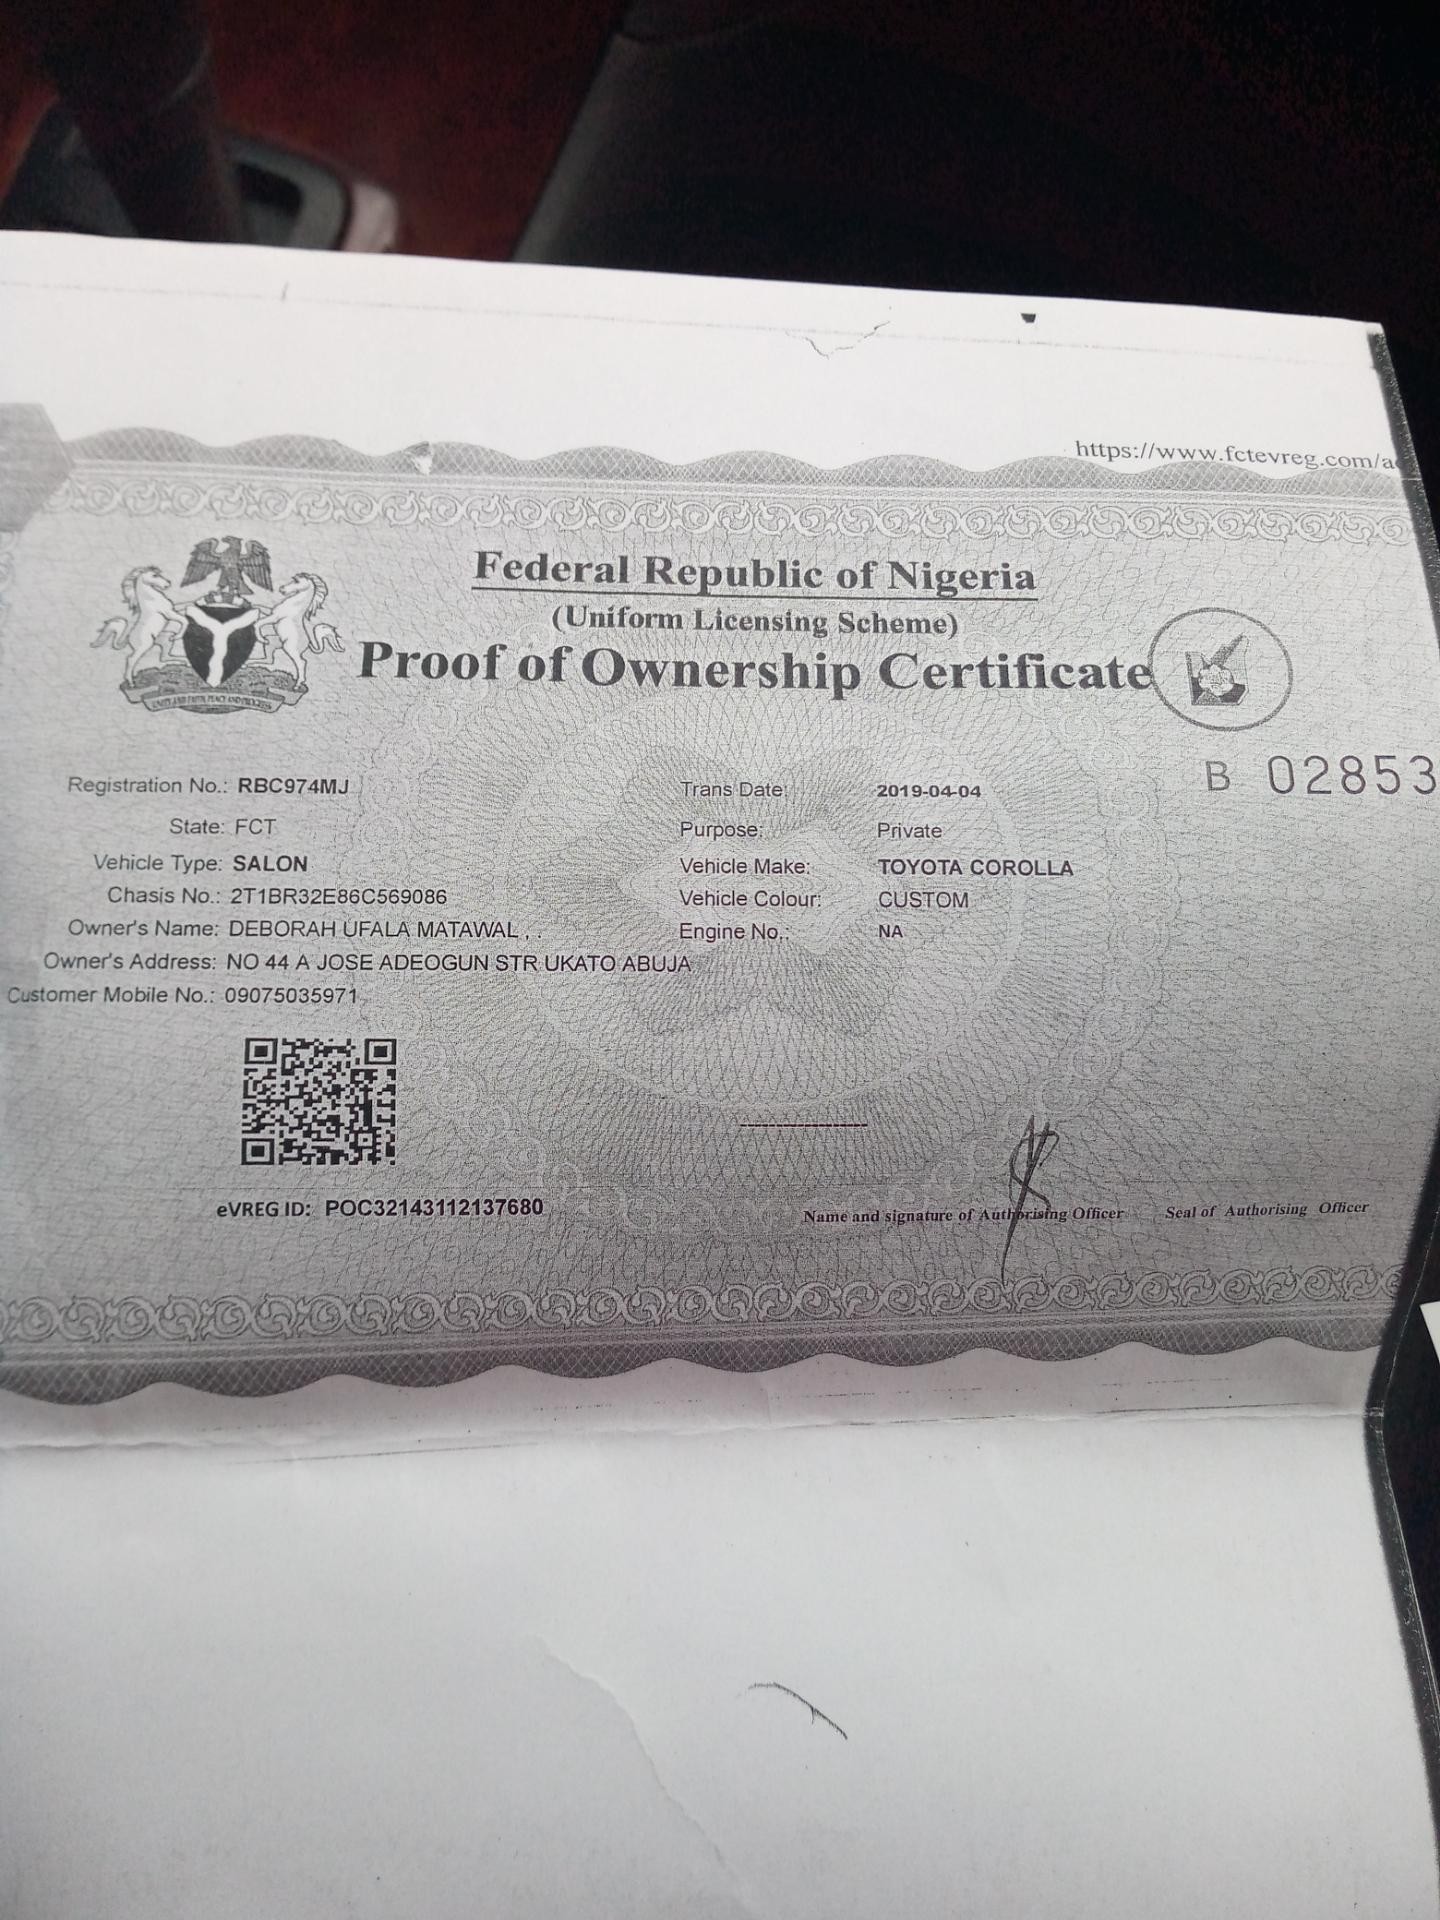 https://www.fctevreg.com/a
Federal Republic of Nigeria
(Uniform Licensing Scheme)
Proof of Ownership Certificate
UNITY AND FAITH, PEACE AND PROGRESS
B 02853
Registration No.: RBC974MJ
Trans Date: 2019-04-04
State: FCT
Purpose: Private
Vehicle Type: SALON
Vehicle Make: TOYOTA COROLLA
Chasis No.: 2T1BR32E86C569086
Vehicle Colour: CUSTOM
Owner's Name: DEBORAH UFALA MATAWAL , .
Engine No.: NA
Owner's Address: NO 44 A JOSE ADEOGUN STR UKATO ABUJA
Customer Mobile No.: 09075035971
eVREG ID: POC32143112137680
Name and signature of Authorising Officer
Seal of Authorising Officer